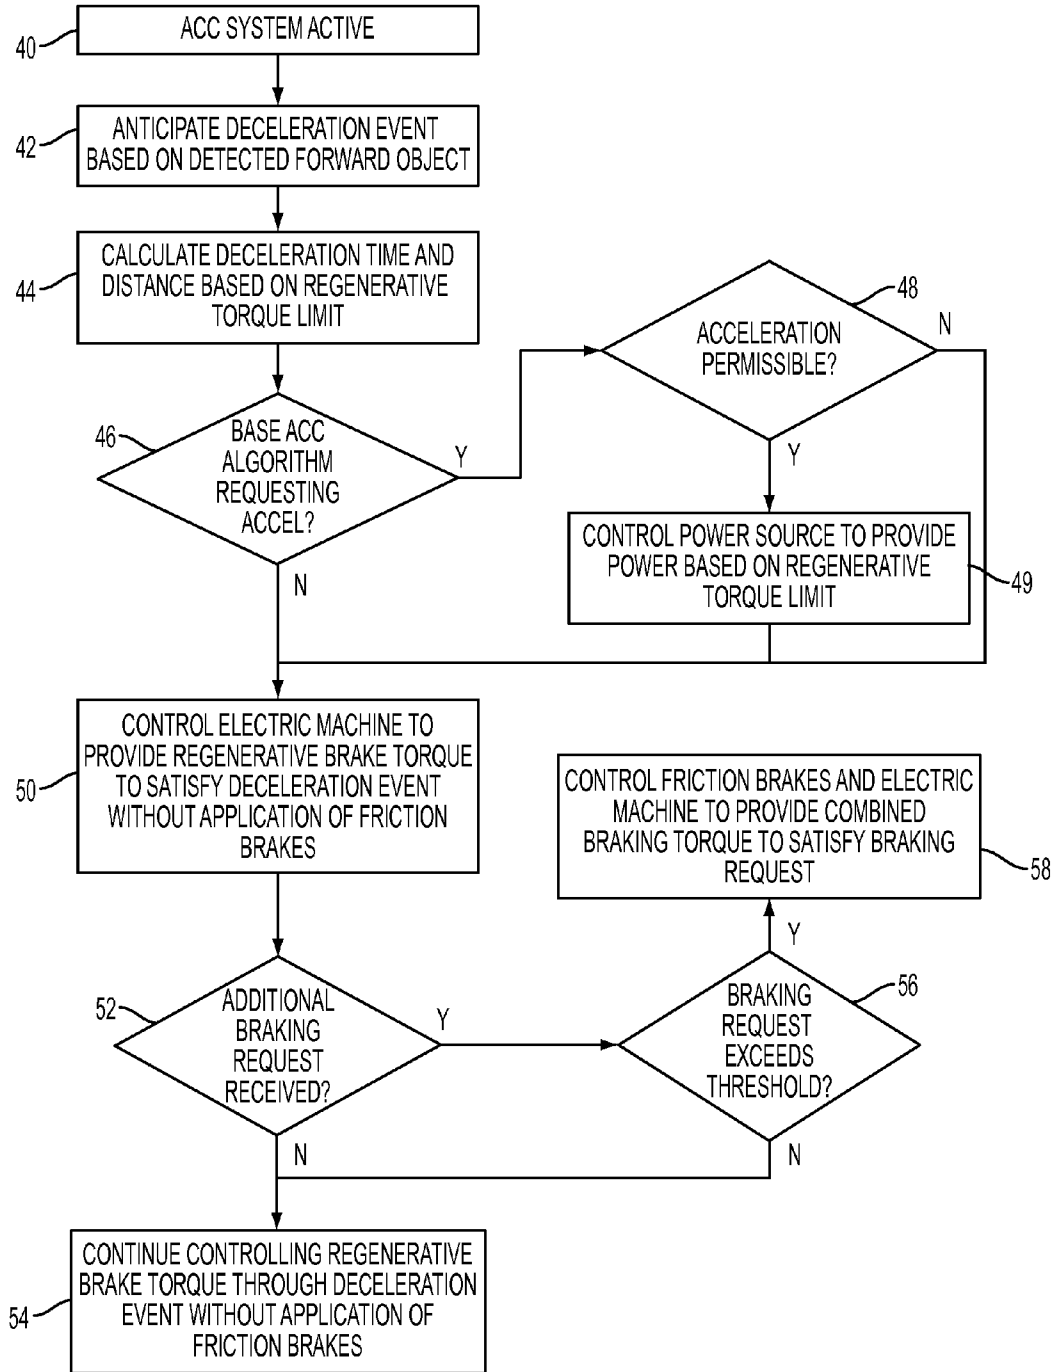 ACC SYSTEM ACTIVE
40
ANTICIPATE DECELERATION EVENT
BASED ON DETECTED FORWARD OBJECT
42
CALCULATE DECELERATION TIME AND
DISTANCE BASED ON REGENERATIVE
TORQUE LIMIT
44
BASE ACC
ALGORITHM
REQUESTING
ACCEL?
46
Y
N
ACCELERATION
PERMISSIBLE?
48
N
Y
CONTROL POWER SOURCE TO PROVIDE
POWER BASED ON REGENERATIVE
TORQUE LIMIT
49
CONTROL ELECTRIC MACHINE TO
PROVIDE REGENERATIVE BRAKE TORQUE
TO SATISFY DECELERATION EVENT
WITHOUT APPLICATION OF FRICTION
BRAKES
50
ADDITIONAL
BRAKING
REQUEST
RECEIVED?
52
Y
N
BRAKING
REQUEST
EXCEEDS
THRESHOLD?
56
Y
N
CONTROL FRICTION BRAKES AND ELECTRIC
MACHINE TO PROVIDE COMBINED
BRAKING TORQUE TO SATISFY BRAKING
REQUEST
58
CONTINUE CONTROLLING REGENERATIVE
BRAKE TORQUE THROUGH DECELERATION
EVENT WITHOUT APPLICATION OF
FRICTION BRAKES
54